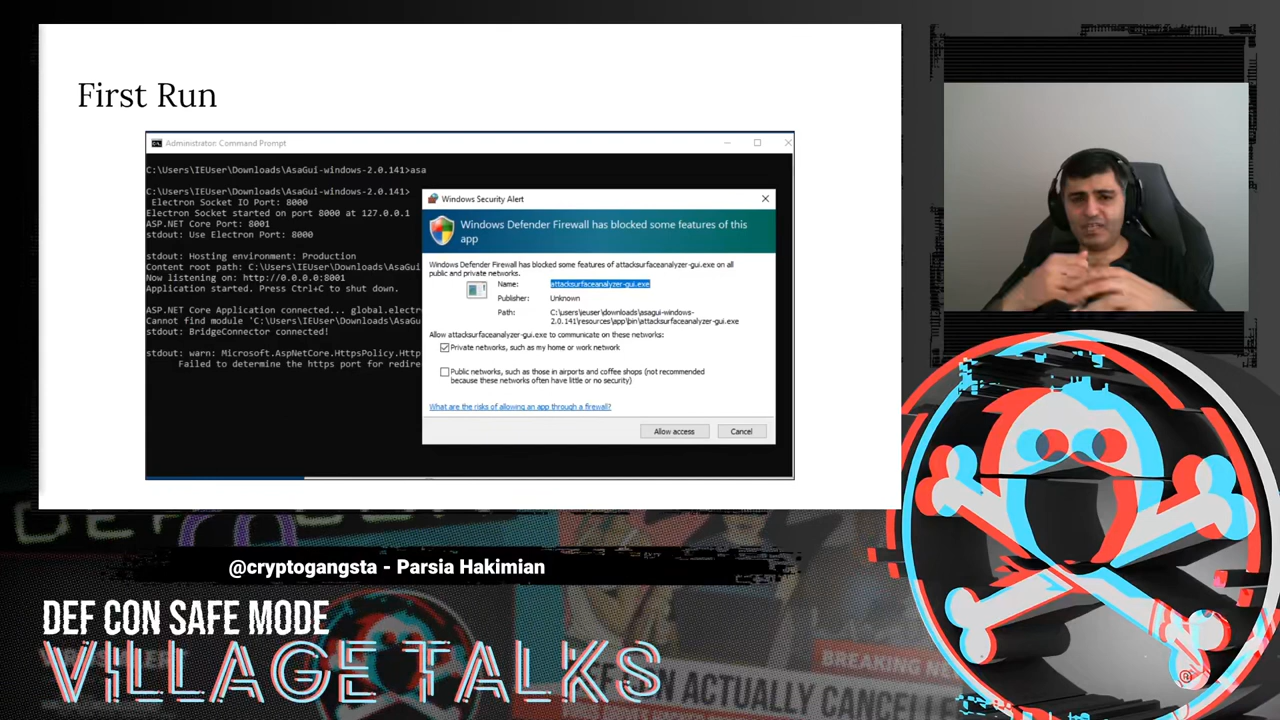 First Run
Administrator: Command Prompt
C:\Users\IEUser\Downloads\AsaGui-windows-2.0.141>asa
C:\Users\IEUser\Downloads\AsaGui-windows-2.0.141>
Electron Socket IO Port: 8000
Electron Socket started on port 8000 at 127.0.0.1
ASP.NET Core Port: 8001
stdout: Use Electron Port: 8000
stdout: Hosting environment: Production
Content root path: C:\Users\IEUser\Downloads\AsaGui
Now listening on: http://0.0.0.0:8001
Application started. Press Ctrl+C to shut down.
ASP.NET Core Application connected... global.electr
Cannot find module 'C:\Users\IEUser\Downloads\AsaGu
stdout: BridgeConnector connected!
stdout: warn: Microsoft.AspNetCore.HttpsPolicy.Http
Failed to determine the https port for redire
Windows Security Alert
Windows Defender Firewall has blocked some features of this
app
Windows Defender Firewall has blocked some features of attacksurfaceanalyzer-gui.exe on all
public and private networks.
Name: attacksurfaceanalyzer-gui.exe
Publisher: Unknown
Path: C:\users\ieuser\downloads\asagui-windows-
2.0.141\resources\app\bin\attacksurfaceanalyzer-gui.exe
Allow attacksurfaceanalyzer-gui.exe to communicate on these networks:
Private networks, such as my home or work network
Public networks, such as those in airports and coffee shops (not recommended
because these networks often have little or no security)
What are the risks of allowing an app through a firewall?
Allow access Cancel
@cryptogangsta - Parsia Hakimian
DEF CON SAFE MODE
VILLAGE TALKS
BREAKING NE
CON ACTUALLY CANCELLE